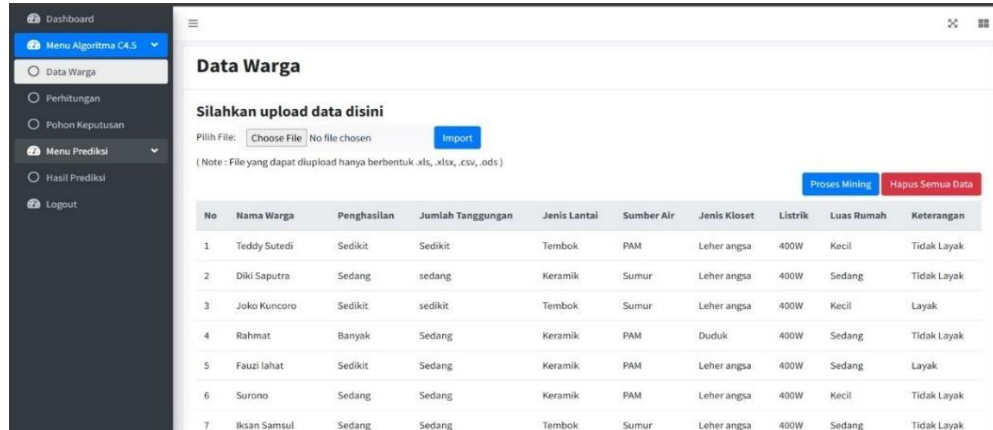 Dashboard
Menu Algoritma C4.5
Data Warga
Perhitungan
Pohon Keputusan
Menu Prediksi
Hasil Prediksi
Logout
Data Warga
Silahkan upload data disini
Pilih File: Choose File No file chosen Import
( Note : File yang dapat diupload hanya berbentuk .xls, .xlsx, .csv, .ods )
Proses Mining Hapus Semua Data
No Nama Warga Penghasilan Jumlah Tanggungan Jenis Lantai Sumber Air Jenis Kloset Listrik Luas Rumah Keterangan
1 Teddy Sutedi Sedikit Sedikit Tembok PAM Leher angsa 400W Kecil Tidak Layak
2 Diki Saputra Sedang sedang Keramik Sumur Leher angsa 400W Sedang Tidak Layak
3 Joko Kuncoro Sedikit sedikit Tembok Sumur Leher angsa 400W Kecil Layak
4 Rahmat Banyak Sedang Keramik PAM Duduk 400W Sedang Tidak Layak
5 Fauzi lahat Sedikit Sedang Keramik PAM Leher angsa 400W Sedang Layak
6 Surono Sedang Sedang Keramik PAM Leher angsa 400W Kecil Tidak Layak
7 Iksan Samsul Sedang Sedang Tembok Sumur Leher angsa 400W Sedang Tidak Layak